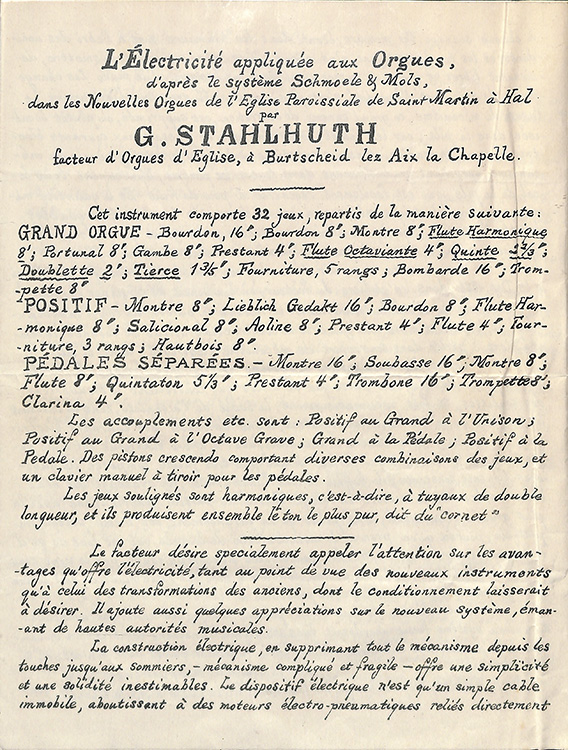 L'Électricité appliquée aux Orgues,
d'après le système Schmoele & Mols,
dans les Nouvelles Orgues de l'Eglise Paroissiale de Saint Martin à Hal
par
G. STAHLHUTH
facteur d'Orgues d'Eglise, à Burtscheid lez Aix la Chapelle.
Cet instrument comporte 32 jeux, repartis de la manière suivante:
GRAND ORGUE - Bourdon, 16"; Bourdon 8"; Montre 8"; Flute Harmonique
8'; Portunal 8"; Gambe 8"; Prestant 4"; Flute Octaviante 4"; Quinte 2 2/3";
Doublette 2'; Tierce 1 3/5"; Fourniture, 5 rangs; Bombarde 16"; Trom-
-pette 8"
POSITIF - Montre 8"; Lieblich Gedakt 16"; Bourdon 8"; Flute Har-
-monique 8"; Salicional 8"; Aoline 8"; Prestant 4"; Flute 4"; Four-
-niture, 3 rangs; Hautbois 8".
PÉDALES SÉPARÉES. - Montre 16"; Soubasse 16"; Montre 8";
Flute 8"; Quintaton 5 1/3"; Prestant 4"; Trombone 16"; Trompette 8';
Clarina 4".
Les accouplements etc. sont: Positif au Grand à l'Unison;
Positif au Grand à l'Octave Grave; Grand à la Pédale; Positif à la
Pedale. Des pistons crescendo comportant diverses combinaisons des jeux, et
un clavier manuel à tiroir pour les pédales.
Les jeux soulignés sont harmoniques, c'est-à-dire, à tuyaux de double
longueur, et ils produisent ensemble le ton le plus pur, dit du "cornet"
Le facteur désire specialement appeler l'attention sur les avan-
-tages qu'offre l'électricité, tant au point de vue des nouveaux instruments
qu'à celui des transformations des anciens, dont le conditionnement laisserait
à désirer. Il ajoute aussi quelques appréciations sur le nouveau système, éman-
-ant de hautes autorités musicales.
La construction électrique, en supprimant tout le mécanisme depuis les
touches jusqu'aux sommiers, - mécanisme compliqué et fragile - offre une simplicité
et une solidité inestimables. Le dispositif électrique n'est qu'un simple cable
immobile, aboutissant à des moteurs électro-pneumatiques reliés directement